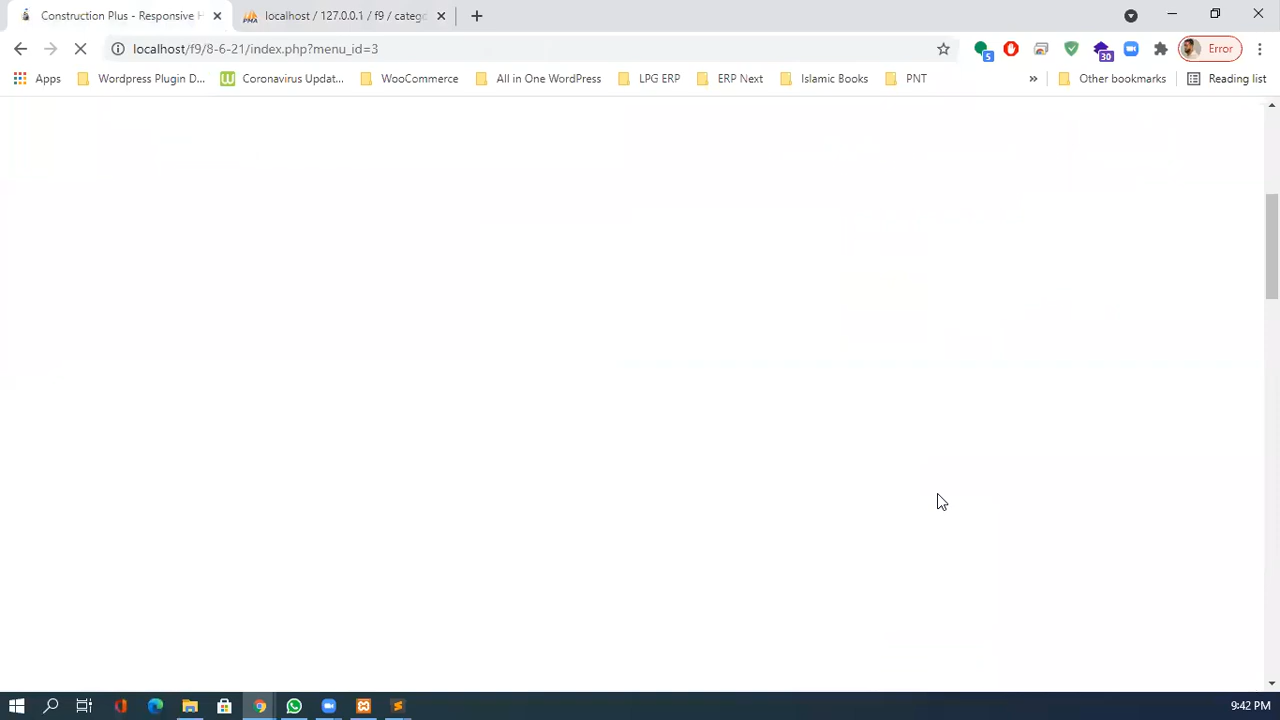 Construction Plus - Responsive H
localhost / 127.0.0.1 / f9 / catego
localhost/f9/8-6-21/index.php?menu_id=3
5
30
Error
Apps
Wordpress Plugin D...
Coronavirus Updat...
WooCommerce
All in One WordPress
LPG ERP
ERP Next
Islamic Books
PNT
»
Other bookmarks
Reading list
9:42 PM